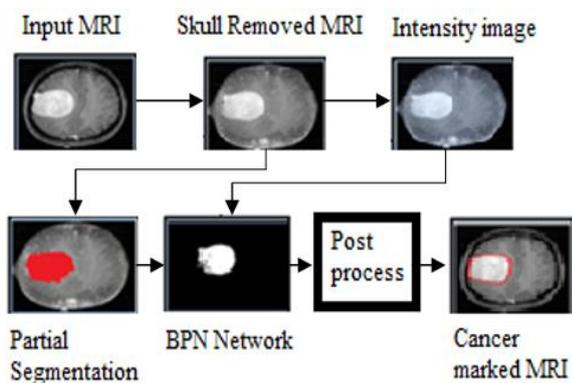 Input MRI
Skull Removed MRI
Intensity image
Post
process
Partial
Segmentation
BPN Network
Cancer
marked MRI